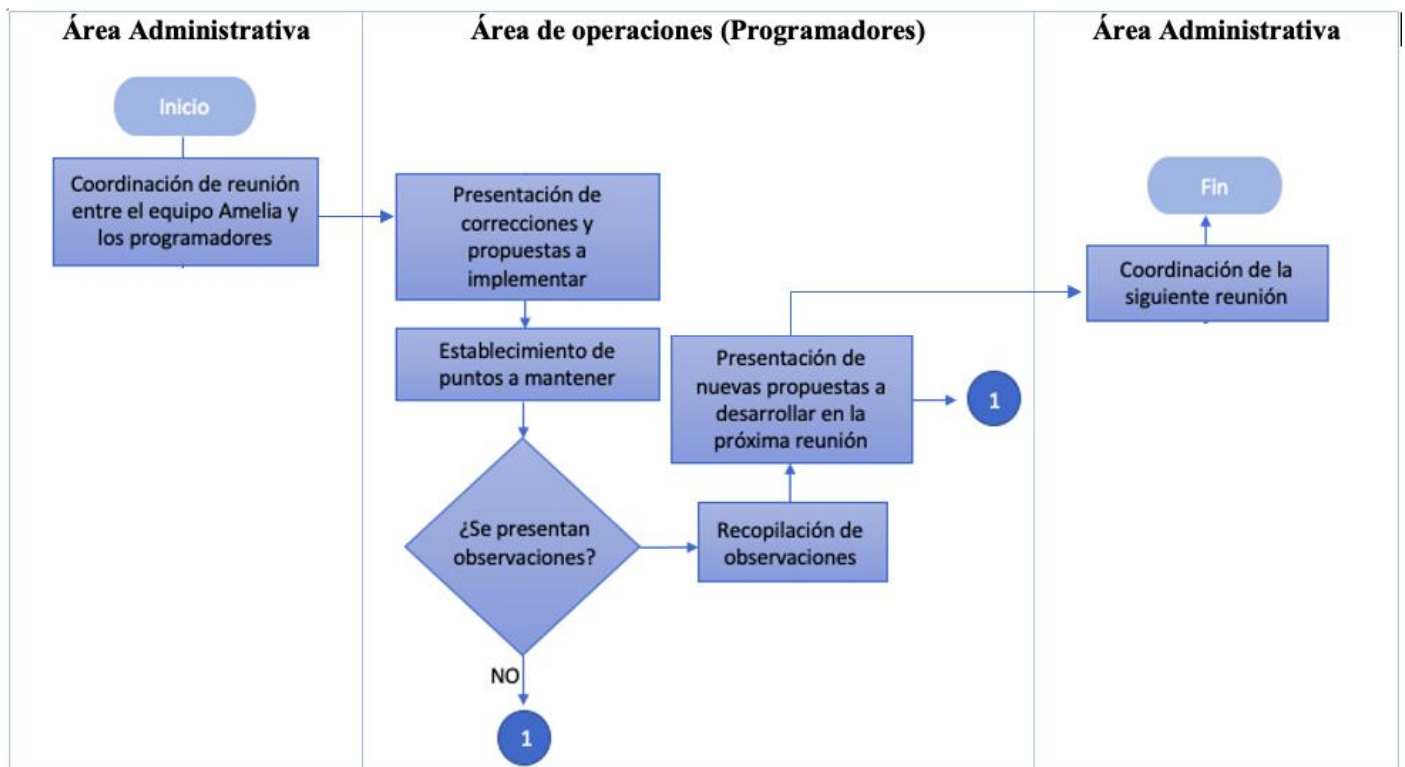 Área Administrativa
Área de operaciones (Programadores)
Área Administrativa
Inicio
Coordinación de reunión
entre el equipo Amelia y
los programadores
Presentación de
correcciones y
propuestas a
implementar
Establecimiento de
puntos a mantener
¿Se presentan
observaciones?
NO
1
Recopilación de
observaciones
Presentación de
nuevas propuestas a
desarrollar en la
próxima reunión
1
Coordinación de la
siguiente reunión
Fin